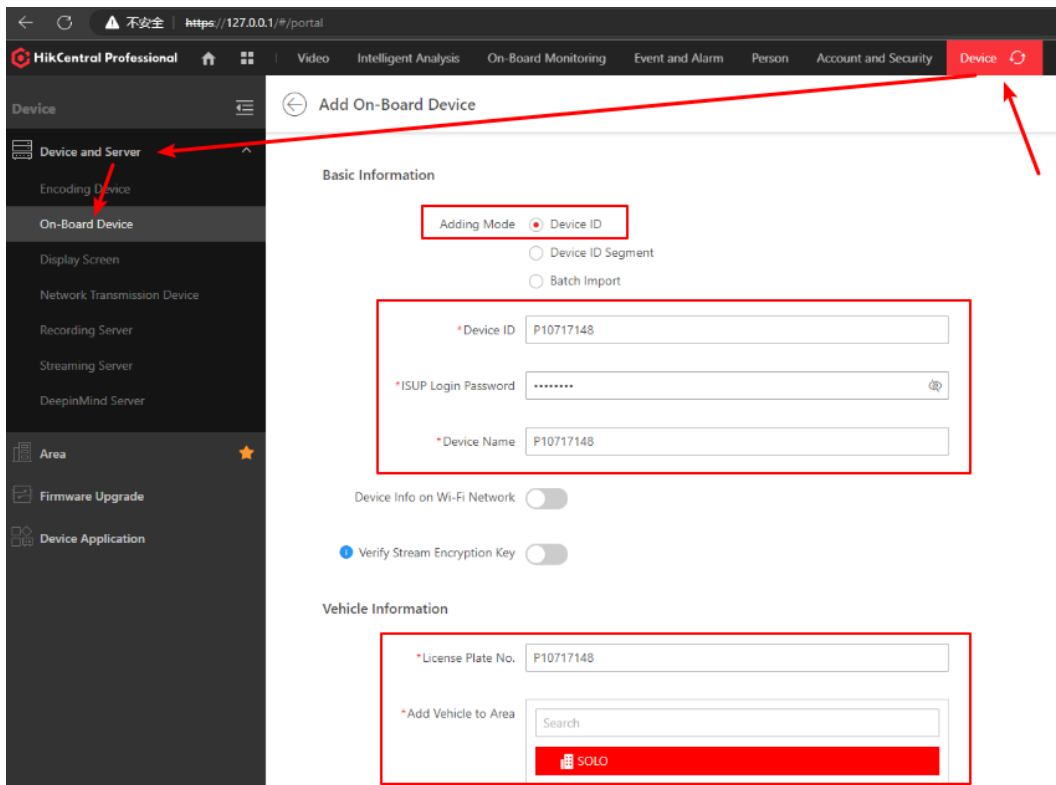 不安全 https://127.0.0.1/#/portal
HikCentral Professional Video Intelligent Analysis On-Board Monitoring Event and Alarm Person Account and Security Device
Device
Add On-Board Device
Device and Server
Encoding Device
On-Board Device
Display Screen
Network Transmission Device
Recording Server
Streaming Server
DeepinMind Server
Area
Firmware Upgrade
Device Application
Basic Information
Adding Mode Device ID
Device ID Segment
Batch Import
*Device ID P10717148
*ISUP Login Password ••••••••
*Device Name P10717148
Device Info on Wi-Fi Network
Verify Stream Encryption Key
Vehicle Information
*License Plate No. P10717148
*Add Vehicle to Area
Search
SOLO